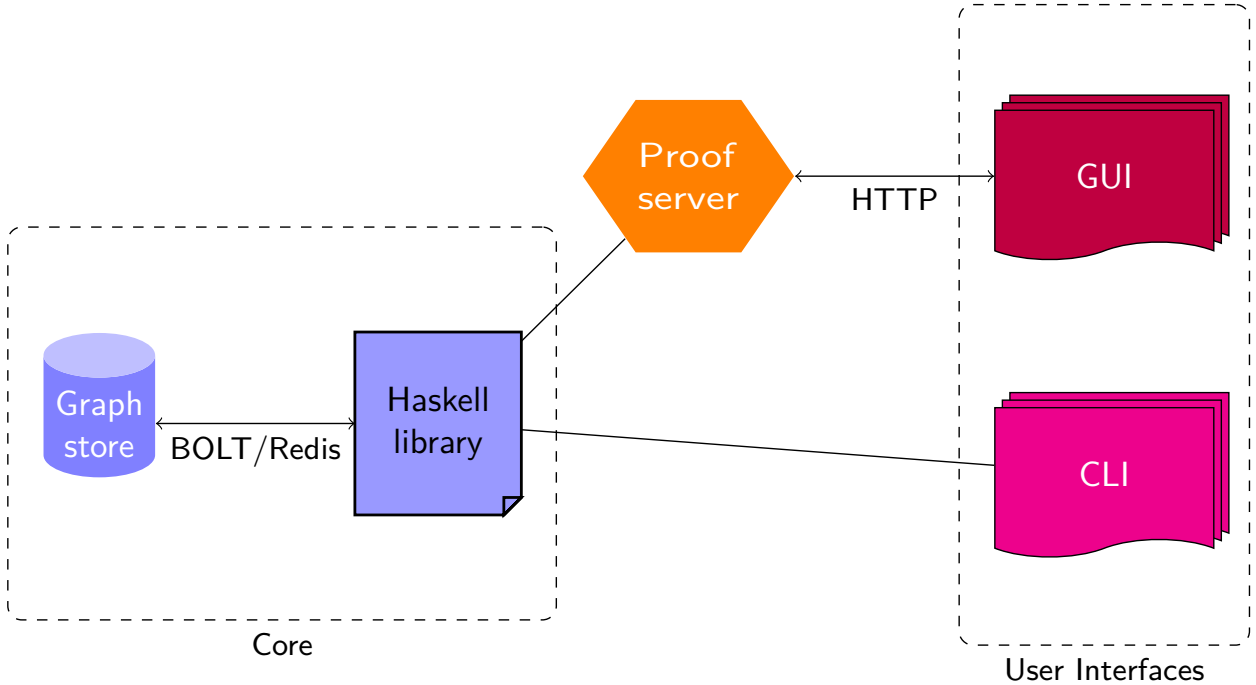 Proof
server
GUI
HTTP
Graph
store
BOLT/Redis
Haskell
library
CLI
Core
User Interfaces